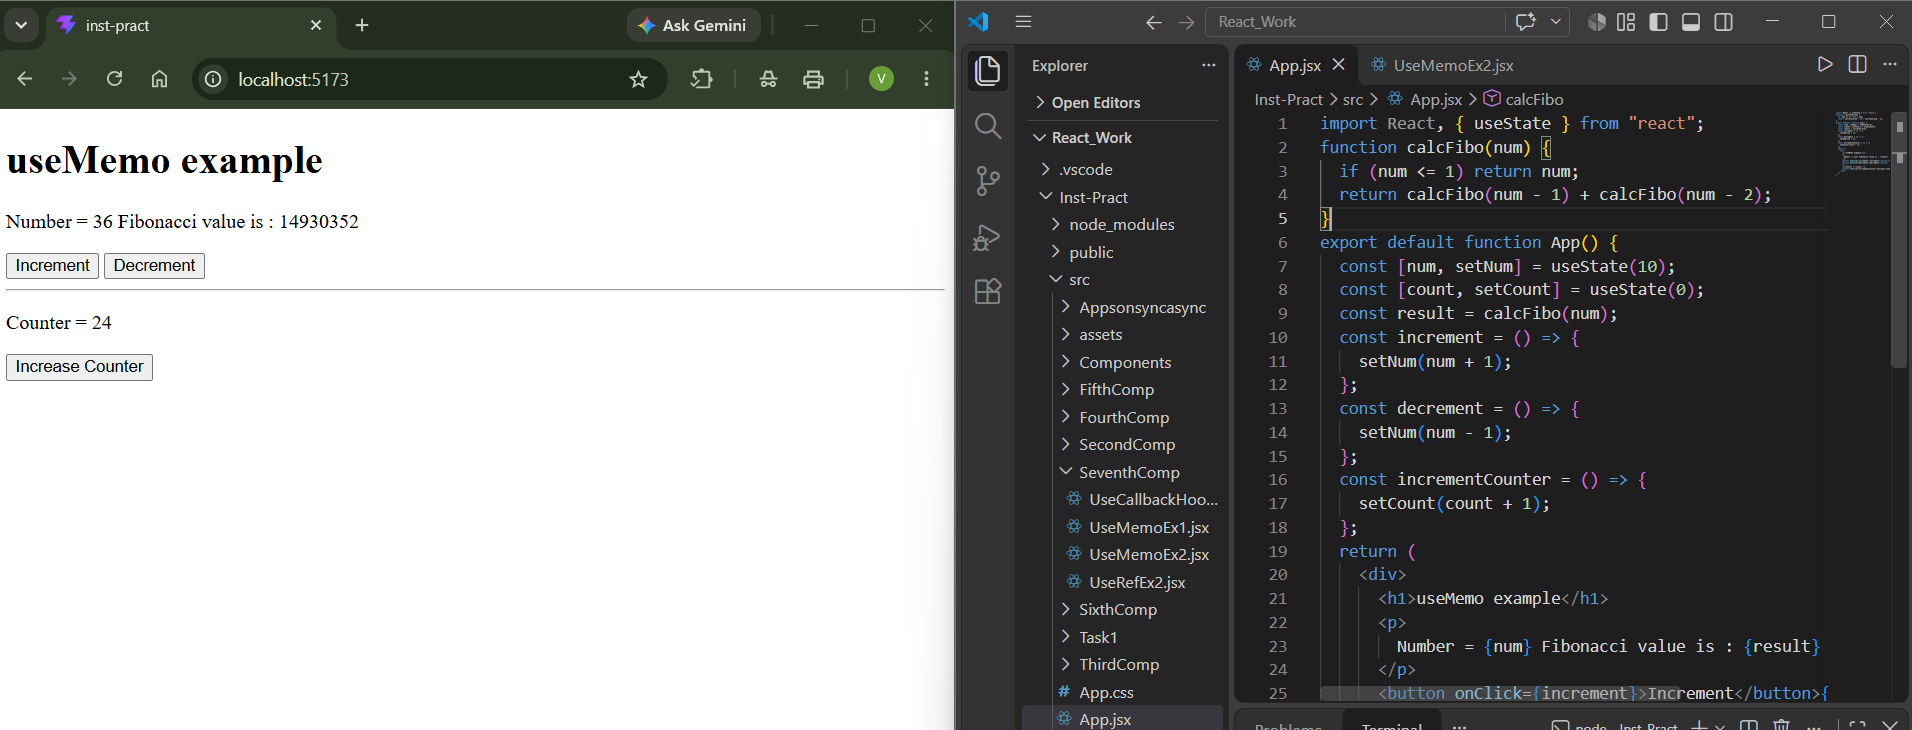 inst-pract
Ask Gemini
localhost:5173
V
useMemo example
Number = 36 Fibonacci value is : 14930352
Increment Decrement
Counter = 24
Increase Counter
React_Work
Explorer
Open Editors
React_Work
.vscode
Inst-Pract
node_modules
public
src
Appsonsyncasync
assets
Components
FifthComp
FourthComp
SecondComp
SeventhComp
UseCallbackHoo...
UseMemoEx1.jsx
UseMemoEx2.jsx
UseRefEx2.jsx
SixthComp
Task1
ThirdComp
# App.css
App.jsx
App.jsx UseMemoEx2.jsx
Inst-Pract > src > App.jsx > calcFibo
1 import React, { useState } from "react";
2 function calcFibo(num) {
3 if (num <= 1) return num;
4 return calcFibo(num - 1) + calcFibo(num - 2);
5 }
6 export default function App() {
7 const [num, setNum] = useState(10);
8 const [count, setCount] = useState(0);
9 const result = calcFibo(num);
10 const increment = () => {
11 setNum(num + 1);
12 };
13 const decrement = () => {
14 setNum(num - 1);
15 };
16 const incrementCounter = () => {
17 setCount(count + 1);
18 };
19 return (
20 <div>
21 <h1>useMemo example</h1>
22 <p>
23 Number = {num} Fibonacci value is : {result}
24 </p>
25 <button onClick={increment}>Increment</button>{
Problems Terminal ... node - Inst-Pract